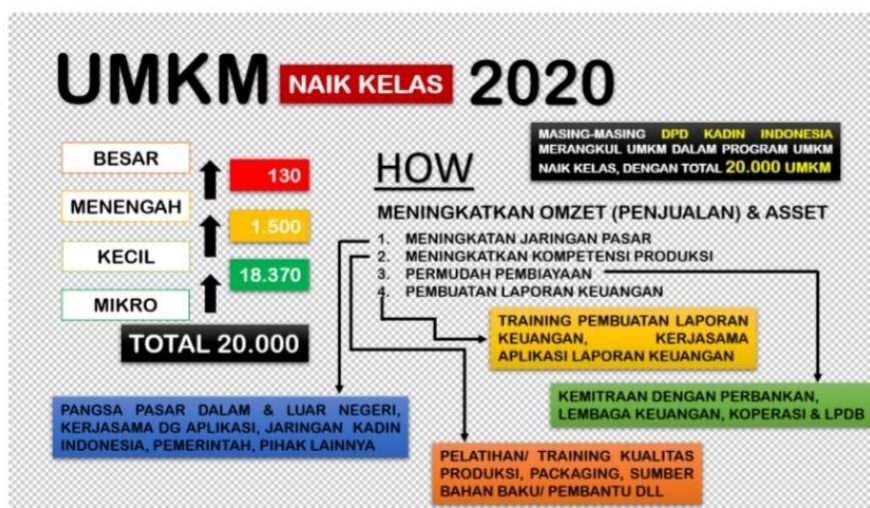 UMKM NAIK KELAS 2020
MASING-MASING DPD KADIN INDONESIA
MERANGKUL UMKM DALAM PROGRAM UMKM
NAIK KELAS, DENGAN TOTAL 20.000 UMKM
BESAR
130
MENENGAH
1.500
KECIL
18.370
MIKRO
TOTAL 20.000
HOW
MENINGKATKAN OMZET (PENJUALAN) & ASSET
1. MENINGKATAN JARINGAN PASAR
2. MENINGKATKAN KOMPETENSI PRODUKSI
3. PERMUDAH PEMBIAYAAN
4. PEMBUATAN LAPORAN KEUANGAN
TRAINING PEMBUATAN LAPORAN
KEUANGAN, KERJASAMA
APLIKASI LAPORAN KEUANGAN
KEMITRAAN DENGAN PERBANKAN,
LEMBAGA KEUANGAN, KOPERASI & LPDB
PANGSA PASAR DALAM & LUAR NEGERI,
KERJASAMA DG APLIKASI, JARINGAN KADIN
INDONESIA, PEMERINTAH, PIHAK LAINNYA
PELATIHAN/ TRAINING KUALITAS
PRODUKSI, PACKAGING, SUMBER
BAHAN BAKU/ PEMBANTU DLL